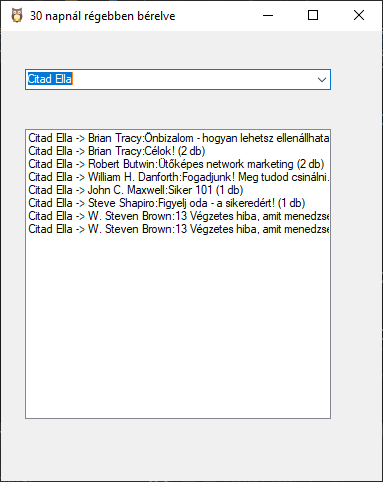 30 napnál régebben bérelve
Citad Ella
Citad Ella -> Brian Tracy:Önbizalom - hogyan lehetsz ellenállhata
Citad Ella -> Brian Tracy:Célok! (2 db)
Citad Ella -> Robert Butwin:Ütőképes network marketing (2 db)
Citad Ella -> William H. Danforth:Fogadjunk! Meg tudod csinálni.
Citad Ella -> John C. Maxwell:Siker 101 (1 db)
Citad Ella -> Steve Shapiro:Figyelj oda - a sikeredért! (1 db)
Citad Ella -> W. Steven Brown:13 Végzetes hiba, amit menedzse
Citad Ella -> W. Steven Brown:13 Végzetes hiba, amit menedzse